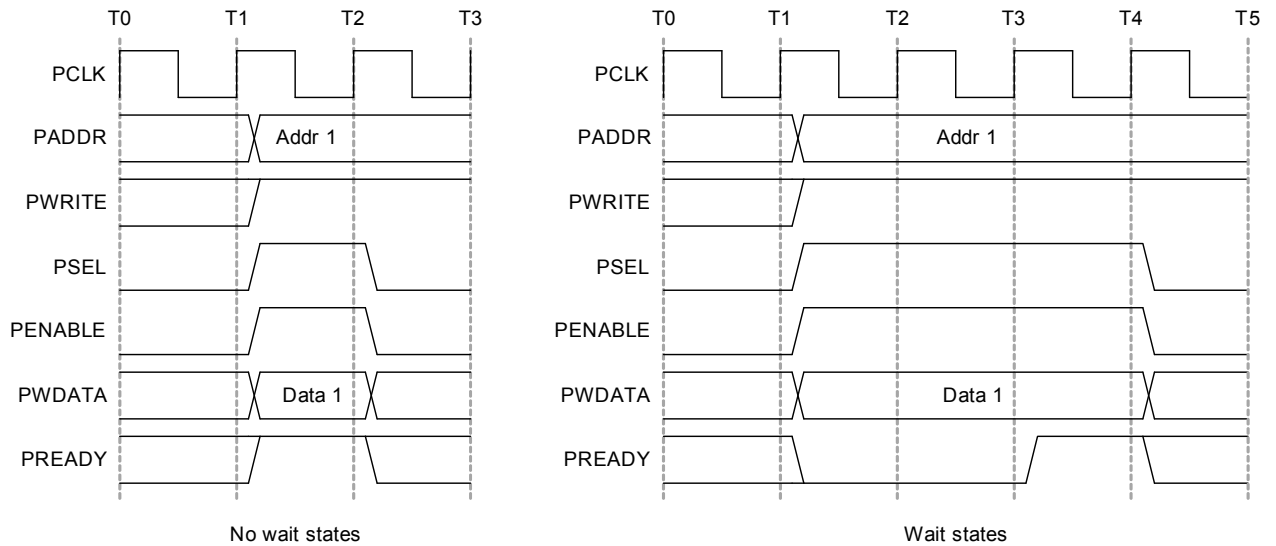 T0 T1 T2 T3
PCLK
PADDR Addr 1
PWRITE
PSEL
PENABLE
PWDATA Data 1
PREADY
No wait states
T0 T1 T2 T3 T4 T5
PCLK
PADDR Addr 1
PWRITE
PSEL
PENABLE
PWDATA Data 1
PREADY
Wait states